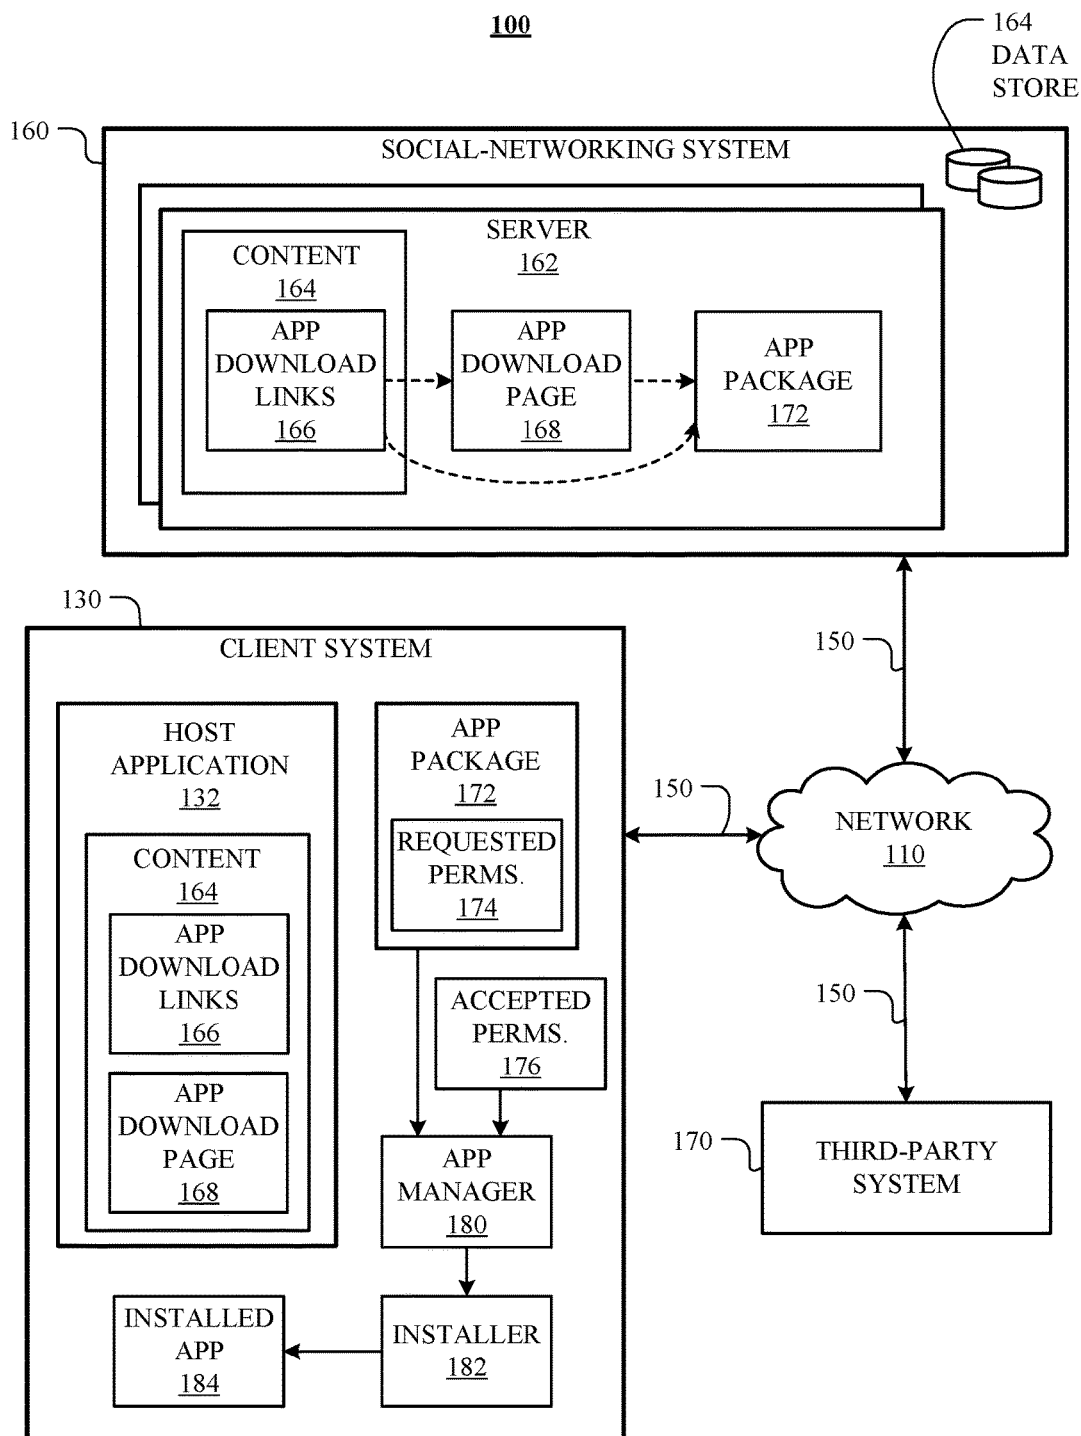 100
164
DATA
STORE
160
SOCIAL-NETWORKING SYSTEM
SERVER
162
CONTENT
164
APP
DOWNLOAD
LINKS
166
APP
DOWNLOAD
PAGE
168
APP
PACKAGE
172
130
CLIENT SYSTEM
HOST
APPLICATION
132
CONTENT
164
APP
DOWNLOAD
LINKS
166
APP
DOWNLOAD
PAGE
168
APP
PACKAGE
172
REQUESTED
PERMS.
174
ACCEPTED
PERMS.
176
APP
MANAGER
180
INSTALLER
182
INSTALLED
APP
184
150
150
NETWORK
110
150
170
THIRD-PARTY
SYSTEM